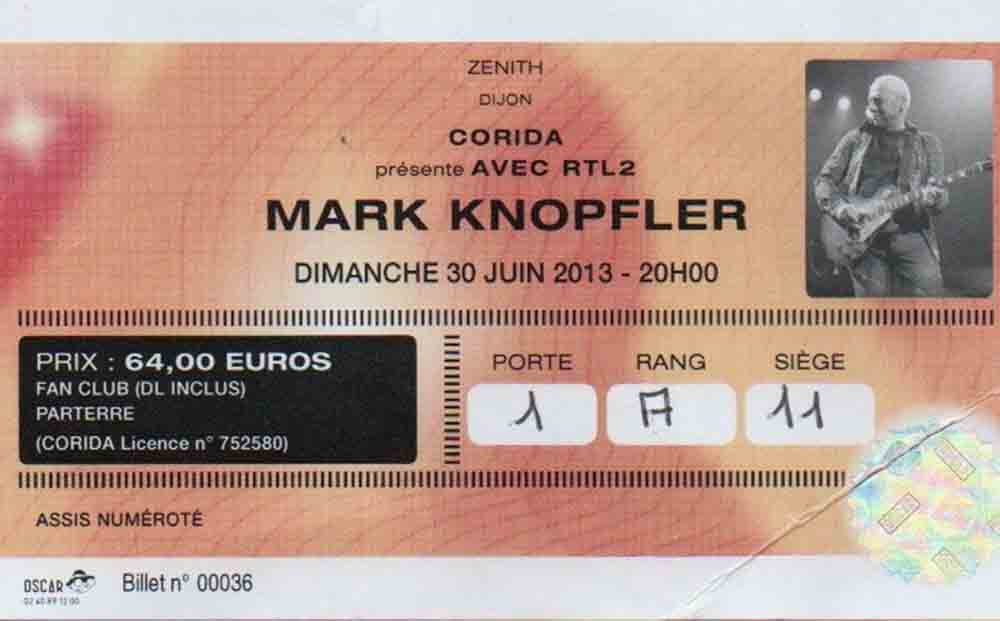 ZENITH
DIJON
CORIDA
présente AVEC RTL2
MARK KNOPFLER
DIMANCHE 30 JUIN 2013 - 20H00
PRIX : 64,00 EUROS
FAN CLUB (DL INCLUS)
PARTERRE
(CORIDA Licence n° 752580)
PORTE RANG SIÈGE
1 A 11
ASSIS NUMÉROTÉ
OSCAR Billet n° 00036
02 40 89 12 00